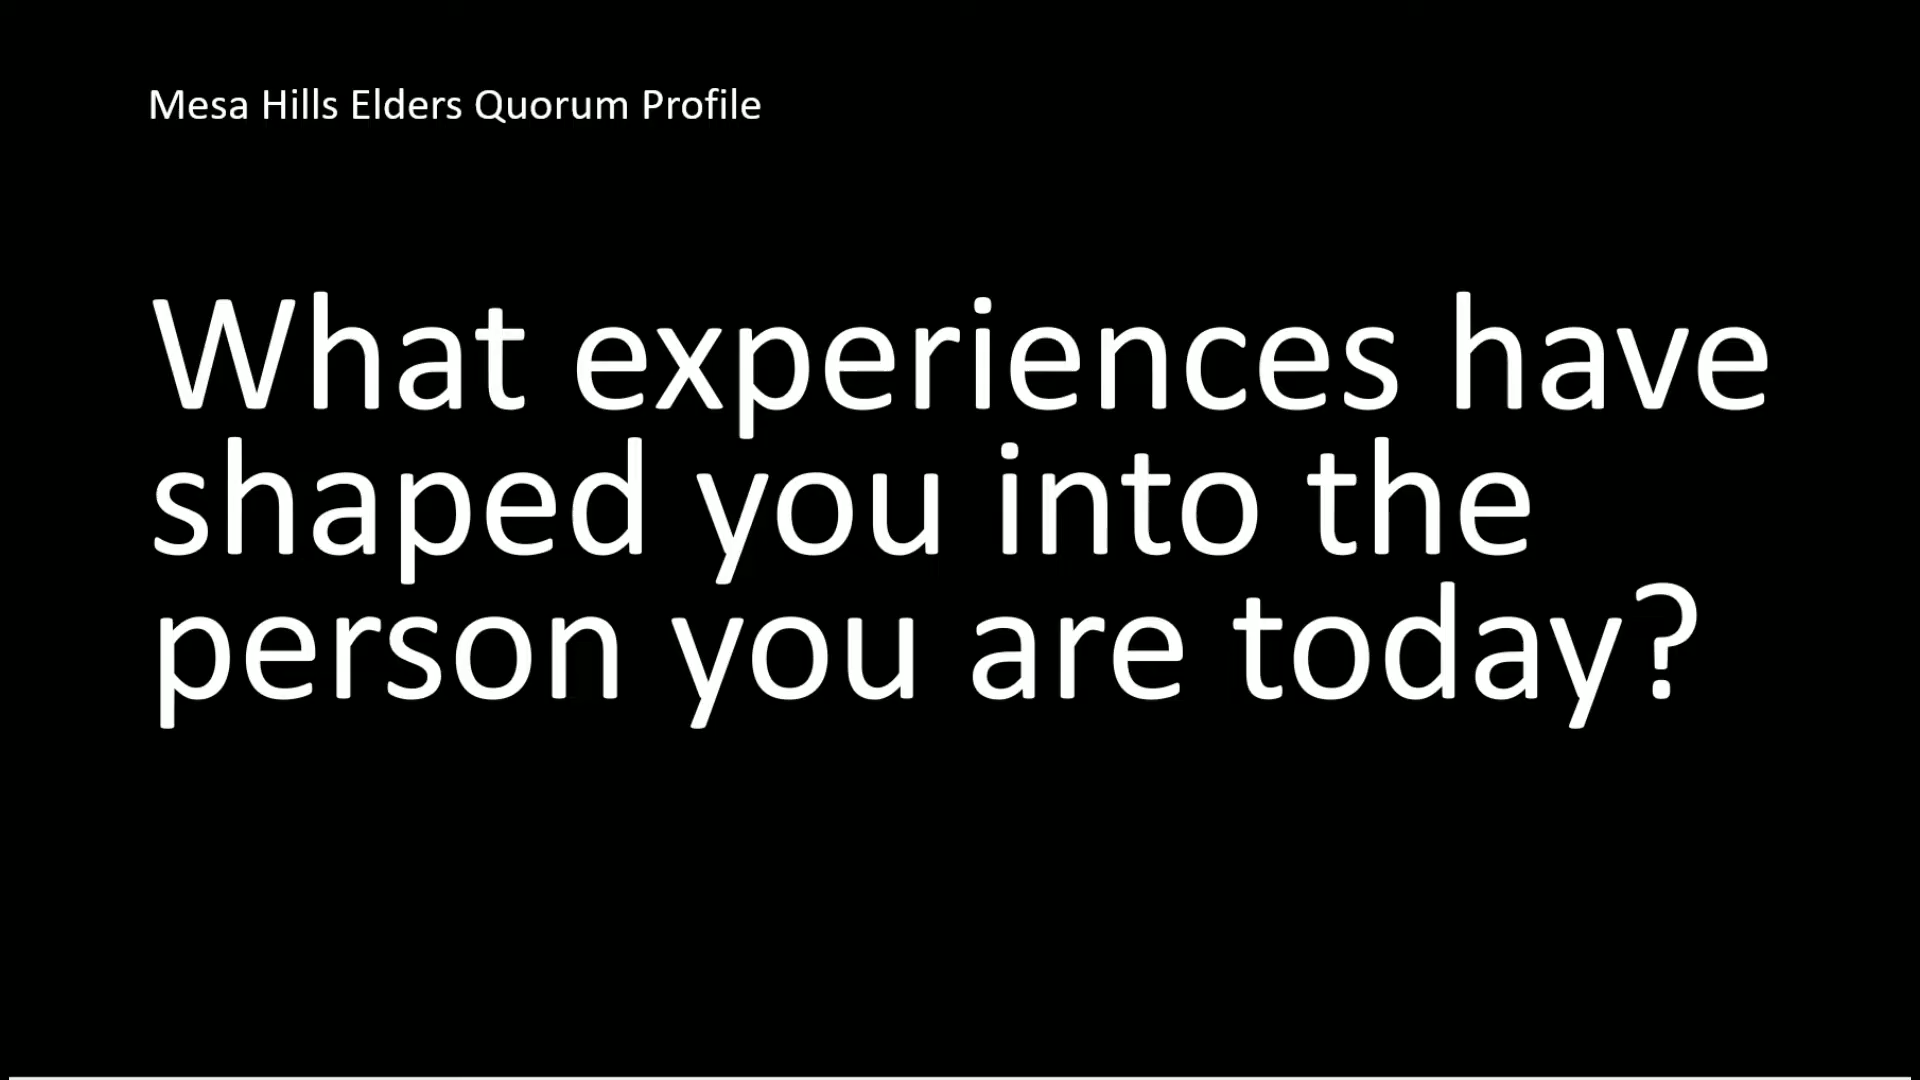 Mesa Hills Elders Quorum Profile
What experiences have
shaped you into the
person you are today?